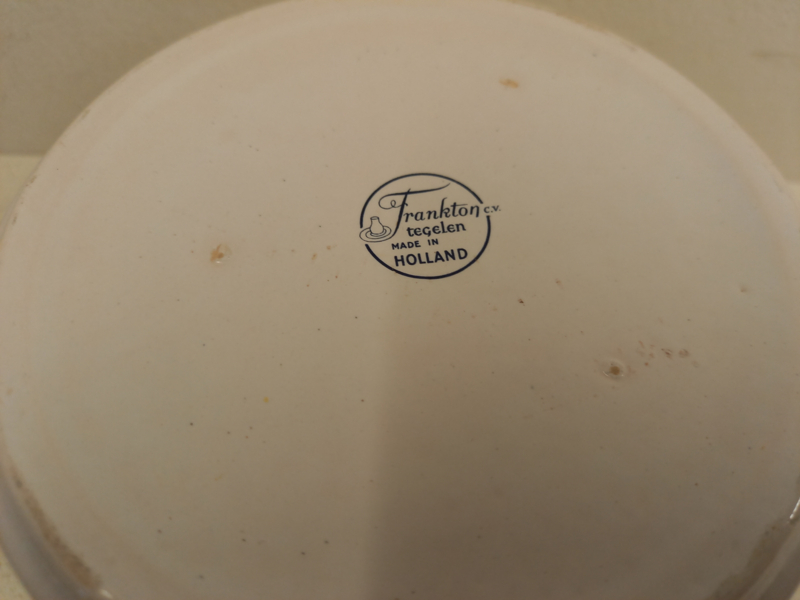 Frankton c.v.
tegelen
MADE IN
HOLLAND